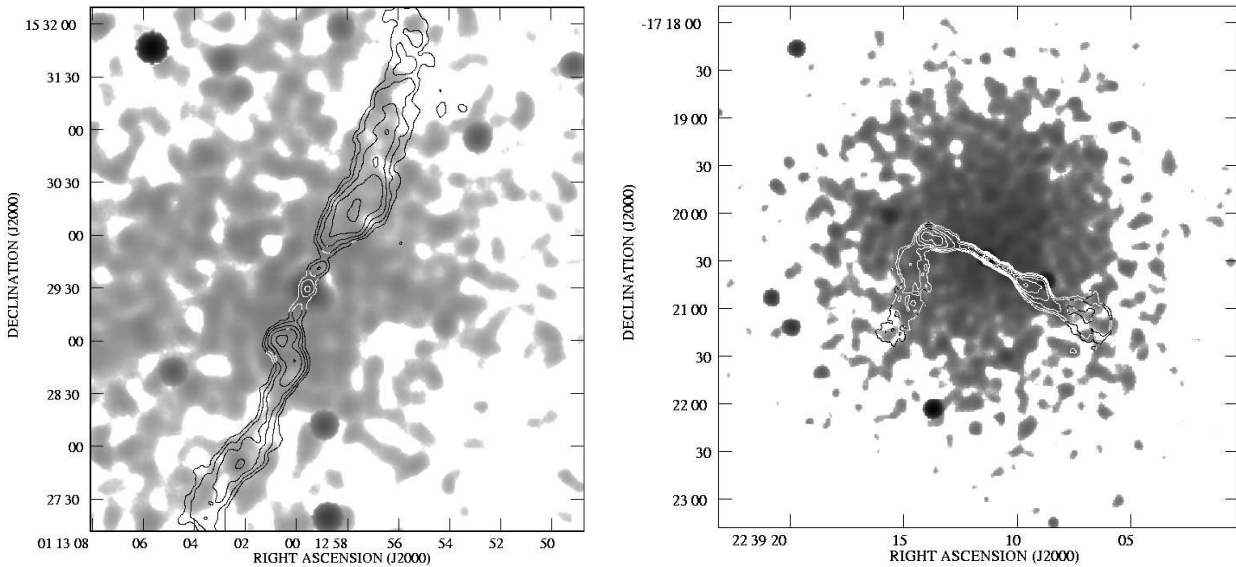 15 32 00
31 30
00
30 30
00
29 30
00
28 30
00
27 30
DECLINATION (J2000)
01 13 08 06 04 02 00 12 58 56 54 52 50
RIGHT ASCENSION (J2000)
-17 18 00
30
19 00
30
20 00
30
21 00
30
22 00
30
23 00
DECLINATION (J2000)
22 39 20 15 10 05
RIGHT ASCENSION (J2000)